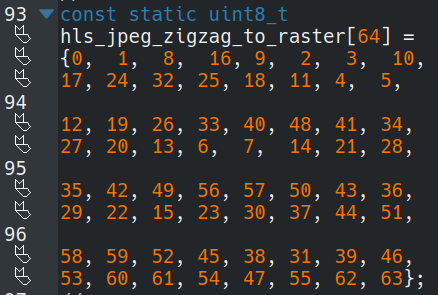 93 const static uint8_t
hls_jpeg_zigzag_to_raster[64] =
{0, 1, 8, 16, 9, 2, 3, 10,
17, 24, 32, 25, 18, 11, 4, 5,
94
12, 19, 26, 33, 40, 48, 41, 34,
27, 20, 13, 6, 7, 14, 21, 28,
95
35, 42, 49, 56, 57, 50, 43, 36,
29, 22, 15, 23, 30, 37, 44, 51,
96
58, 59, 52, 45, 38, 31, 39, 46,
53, 60, 61, 54, 47, 55, 62, 63};